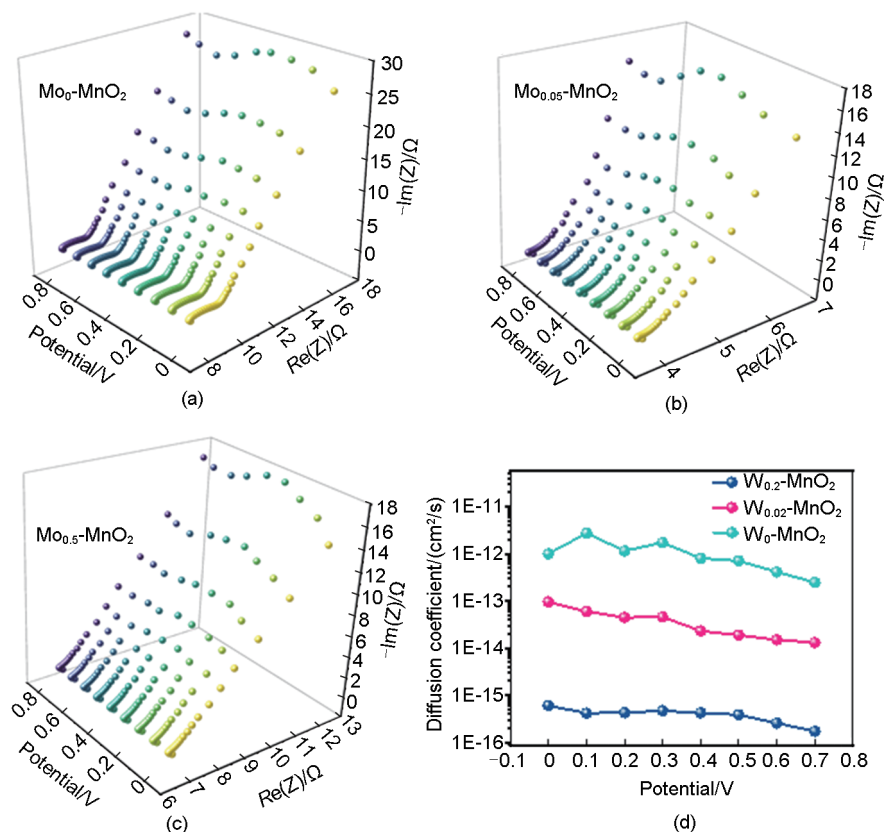 Mo0-MnO2
30
25
20
15
10
5
0
−Im(Z)/Ω
0.8
0.6
0.4
0.2
0
Potential/V
8
10
12
14
16
18
Re(Z)/Ω
(a)
Mo0.05-MnO2
18
16
14
12
10
8
6
4
2
0
−Im(Z)/Ω
0.8
0.6
0.4
0.2
0
Potential/V
4
5
6
7
Re(Z)/Ω
(b)
Mo0.5-MnO2
18
16
14
12
10
8
6
4
2
0
−Im(Z)/Ω
0.8
0.6
0.4
0.2
0
Potential/V
6
7
8
9
10
11
12
13
Re(Z)/Ω
(c)
W0.2-MnO2
W0.02-MnO2
W0-MnO2
1E-11
1E-12
1E-13
1E-14
1E-15
1E-16
Diffusion coefficient/(cm²/s)
−0.1 0 0.1 0.2 0.3 0.4 0.5 0.6 0.7 0.8
Potential/V
(d)